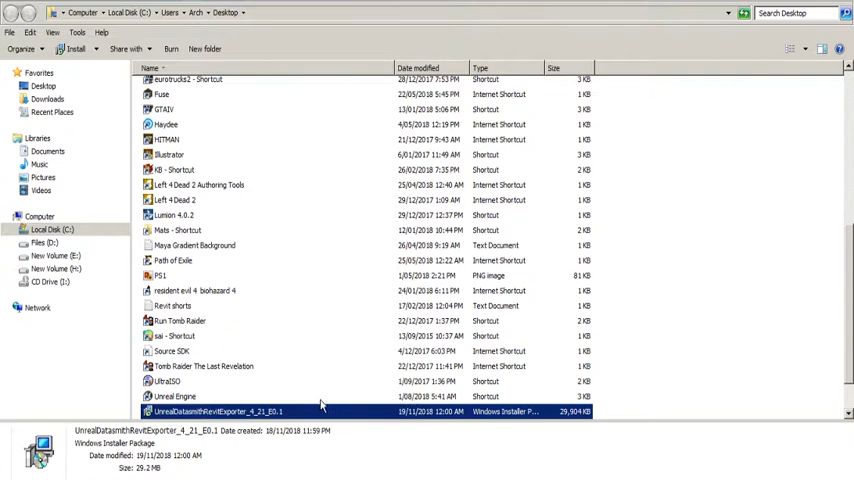 Computer ▸ Local Disk (C:) ▸ Users ▸ Arch ▸ Desktop ▸
Search Desktop
File Edit View Tools Help
Organize Install Share with Burn New folder
Favorites
Desktop
Downloads
Recent Places
Libraries
Documents
Music
Pictures
Videos
Computer
Local Disk (C:)
Files (D:)
New Volume (E:)
New Volume (H:)
CD Drive (I:)
Network
Name Date modified Type Size
eurotrucks2 - Shortcut 28/12/2017 7:53 PM Shortcut 3 KB
Fuse 22/05/2018 5:45 PM Internet Shortcut 1 KB
GTAIV 13/01/2018 5:06 PM Shortcut 3 KB
Haydee 4/05/2018 12:19 PM Internet Shortcut 1 KB
HITMAN 21/12/2017 9:43 AM Internet Shortcut 1 KB
Illustrator 6/01/2017 11:49 AM Shortcut 3 KB
KB - Shortcut 26/02/2018 7:35 PM Shortcut 2 KB
Left 4 Dead 2 Authoring Tools 25/04/2018 12:40 AM Internet Shortcut 1 KB
Left 4 Dead 2 29/12/2017 1:09 AM Internet Shortcut 1 KB
Lumion 4.0.2 29/12/2017 12:37 PM Shortcut 1 KB
Mats - Shortcut 12/01/2018 10:44 PM Shortcut 2 KB
Maya Gradient Background 26/04/2018 9:19 AM Text Document 1 KB
Path of Exile 23/05/2018 12:22 AM Internet Shortcut 1 KB
PS1 1/05/2018 2:21 PM PNG image 81 KB
resident evil 4 biohazard 4 24/01/2018 6:11 PM Internet Shortcut 1 KB
Revit shorts 17/02/2018 12:04 PM Text Document 1 KB
Run Tomb Raider 22/12/2017 1:37 PM Shortcut 2 KB
sai - Shortcut 13/09/2015 10:37 AM Shortcut 2 KB
Source SDK 4/12/2017 6:03 PM Internet Shortcut 1 KB
Tomb Raider The Last Revelation 22/12/2017 11:41 PM Internet Shortcut 1 KB
UltraISO 1/09/2017 1:36 PM Shortcut 2 KB
Unreal Engine 1/08/2018 5:41 AM Shortcut 2 KB
UnrealDatasmithRevitExporter_4_21_E0.1 19/11/2018 12:00 AM Windows Installer P... 29,904 KB
UnrealDatasmithRevitExporter_4_21_E0.1 Date created: 18/11/2018 11:59 PM
Windows Installer Package
Date modified: 19/11/2018 12:00 AM
Size: 29.2 MB